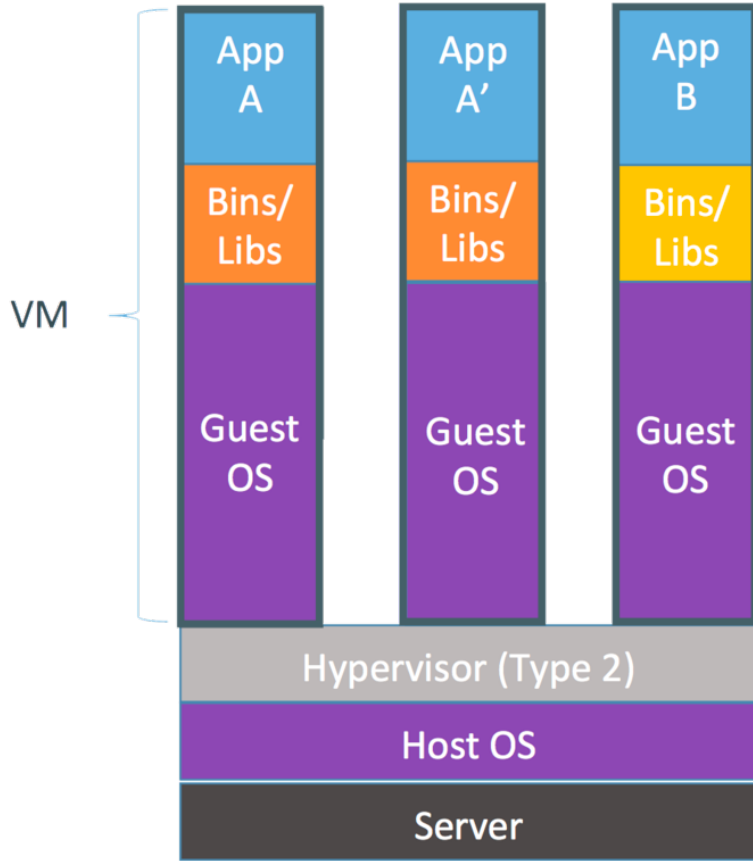 App
A
App
A’
App
B
Bins/
Libs
Bins/
Libs
Bins/
Libs
VM
Guest
OS
Guest
OS
Guest
OS
Hypervisor (Type 2)
Host OS
Server